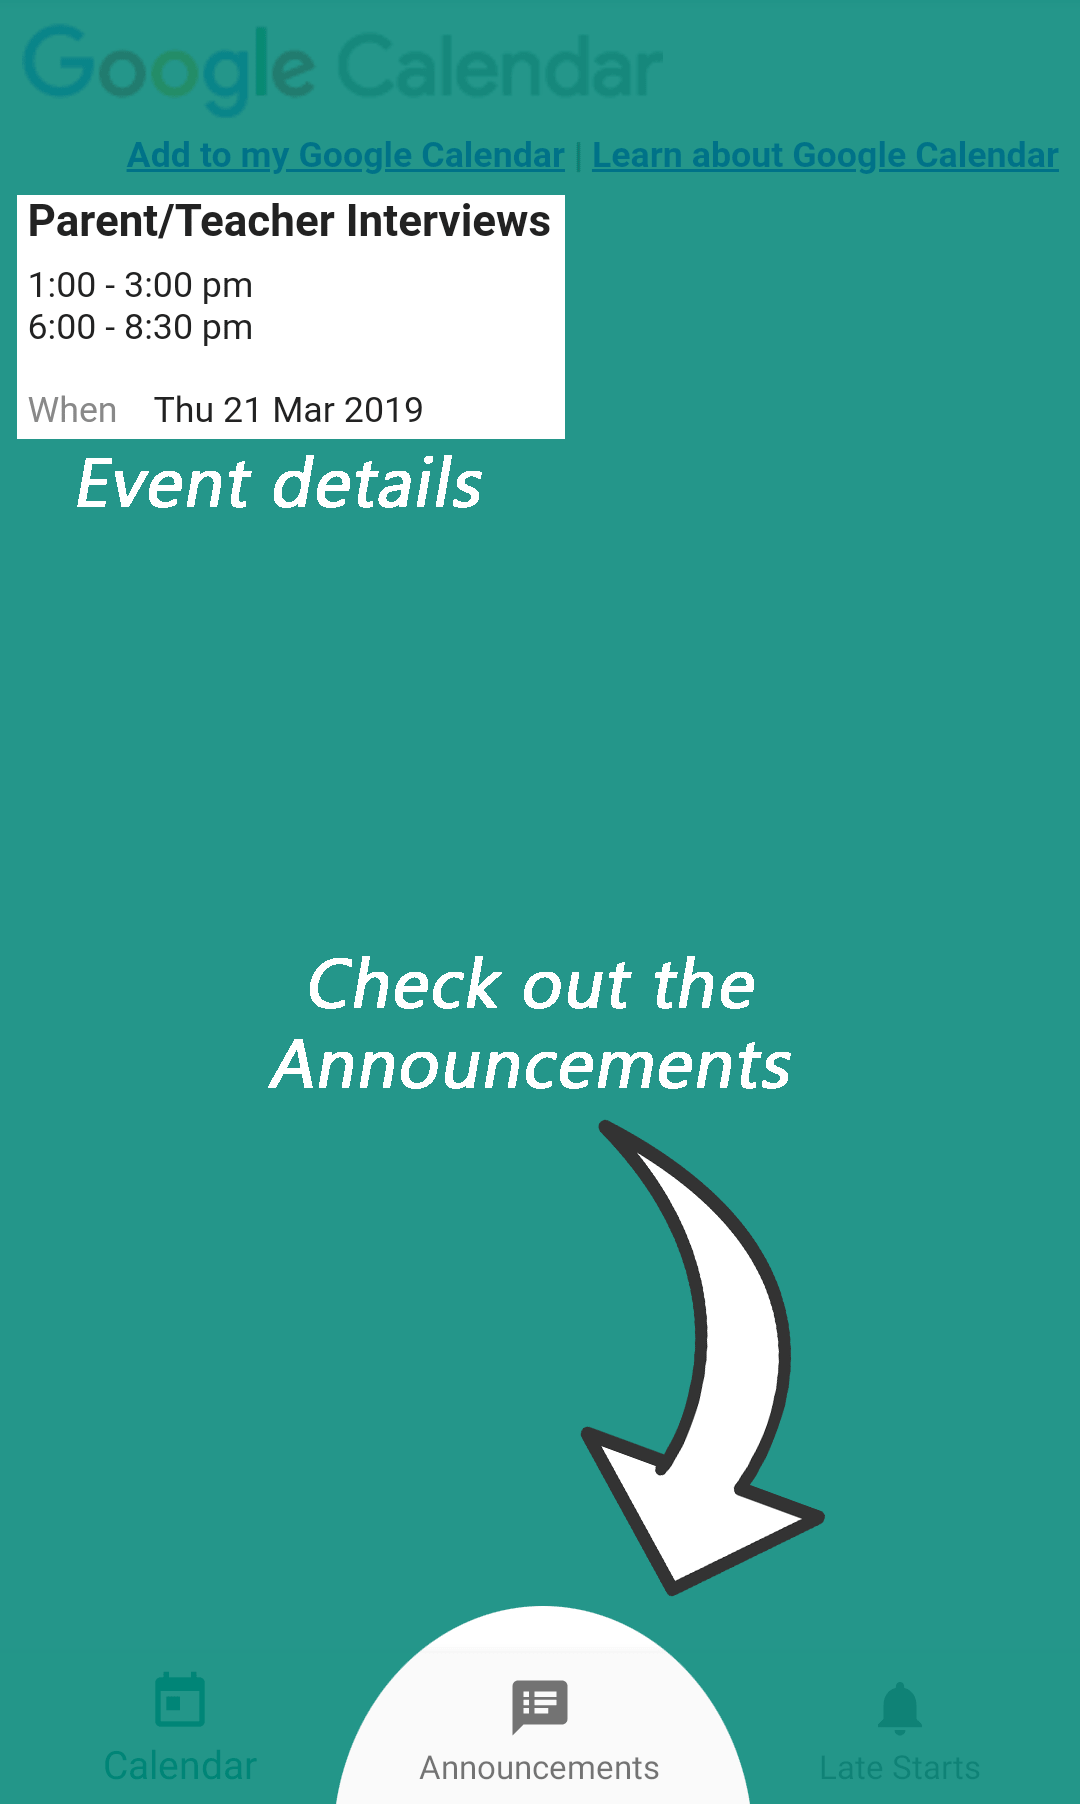 Google Calendar
Add to my Google Calendar | Learn about Google Calendar
Parent/Teacher Interviews
1:00 - 3:00 pm
6:00 - 8:30 pm
When Thu 21 Mar 2019
Event details
Check out the
Announcements
Calendar Announcements Late Starts